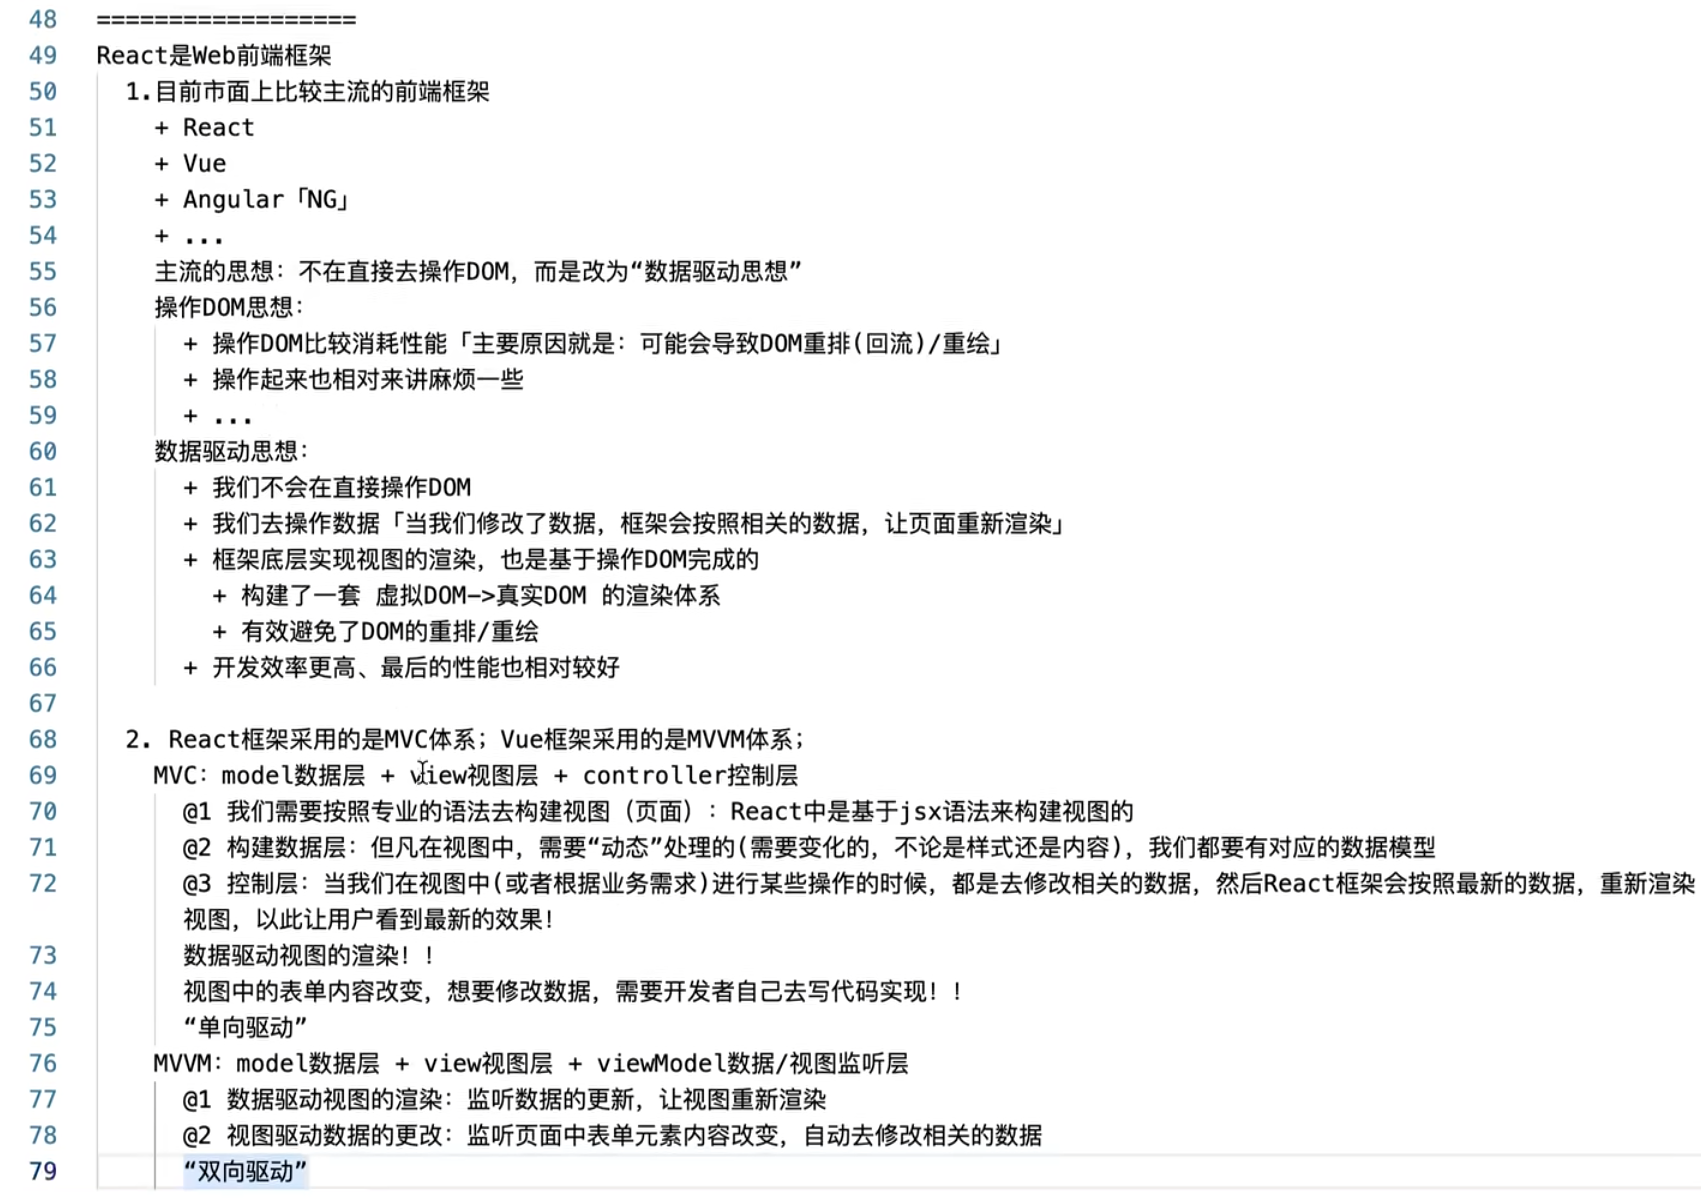 48 ==================
49 React是Web前端框架
50 1.目前市面上比较主流的前端框架
51 + React
52 + Vue
53 + Angular「NG」
54 + ...
55 主流的思想：不在直接去操作DOM，而是改为“数据驱动思想”
56 操作DOM思想：
57 + 操作DOM比较消耗性能「主要原因就是：可能会导致DOM重排(回流)/重绘」
58 + 操作起来也相对来讲麻烦一些
59 + ...
60 数据驱动思想：
61 + 我们不会在直接操作DOM
62 + 我们去操作数据「当我们修改了数据，框架会按照相关的数据，让页面重新渲染」
63 + 框架底层实现视图的渲染，也是基于操作DOM完成的
64 + 构建了一套 虚拟DOM->真实DOM 的渲染体系
65 + 有效避免了DOM的重排/重绘
66 + 开发效率更高、最后的性能也相对较好
67
68 2. React框架采用的是MVC体系；Vue框架采用的是MVVM体系；
69 MVC：model数据层 + view视图层 + controller控制层
70 @1 我们需要按照专业的语法去构建视图（页面）：React中是基于jsx语法来构建视图的
71 @2 构建数据层：但凡在视图中，需要“动态”处理的(需要变化的，不论是样式还是内容)，我们都要有对应的数据模型
72 @3 控制层：当我们在视图中(或者根据业务需求)进行某些操作的时候，都是去修改相关的数据，然后React框架会按照最新的数据，重新渲染
视图，以此让用户看到最新的效果！
73 数据驱动视图的渲染！！
74 视图中的表单内容改变，想要修改数据，需要开发者自己去写代码实现！！
75 “单向驱动”
76 MVVM：model数据层 + view视图层 + viewModel数据/视图监听层
77 @1 数据驱动视图的渲染：监听数据的更新，让视图重新渲染
78 @2 视图驱动数据的更改：监听页面中表单元素内容改变，自动去修改相关的数据
79 “双向驱动”